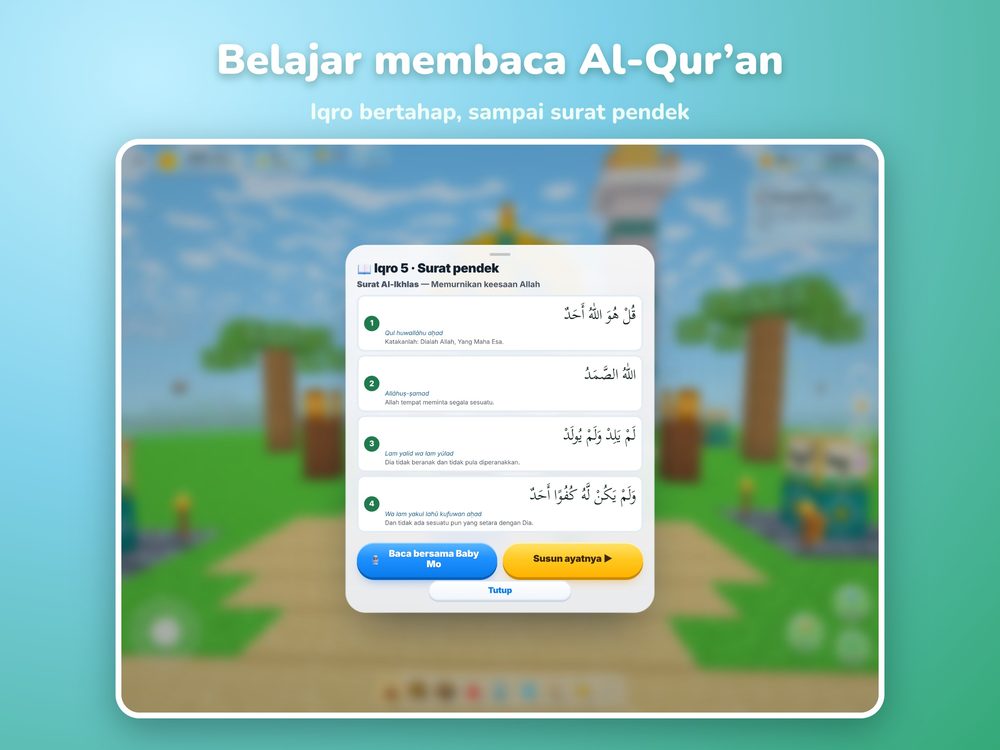 Belajar membaca Al-Qur’an
Iqro bertahap, sampai surat pendek
Iqro 5 · Surat pendek
Surat Al-Ikhlas — Memurnikan keesaan Allah
قُلْ هُوَ اللّٰهُ أَحَدٌ
1
Qul huwallāhu aḥad
Katakanlah: Dialah Allah, Yang Maha Esa.
اللّٰهُ الصَّمَدُ
2
Allāhuṣ-ṣamad
Allah tempat meminta segala sesuatu.
لَمْ يَلِدْ وَلَمْ يُولَدْ
3
Lam yalid wa lam yūlad
Dia tidak beranak dan tidak pula diperanakkan.
وَلَمْ يَكُنْ لَّهُ كُفُوًا أَحَدٌ
4
Wa lam yakul lahū kufuwan aḥad
Dan tidak ada sesuatu pun yang setara dengan Dia.
Baca bersama Baby
Mo
Susun ayatnya ▶
Tutup